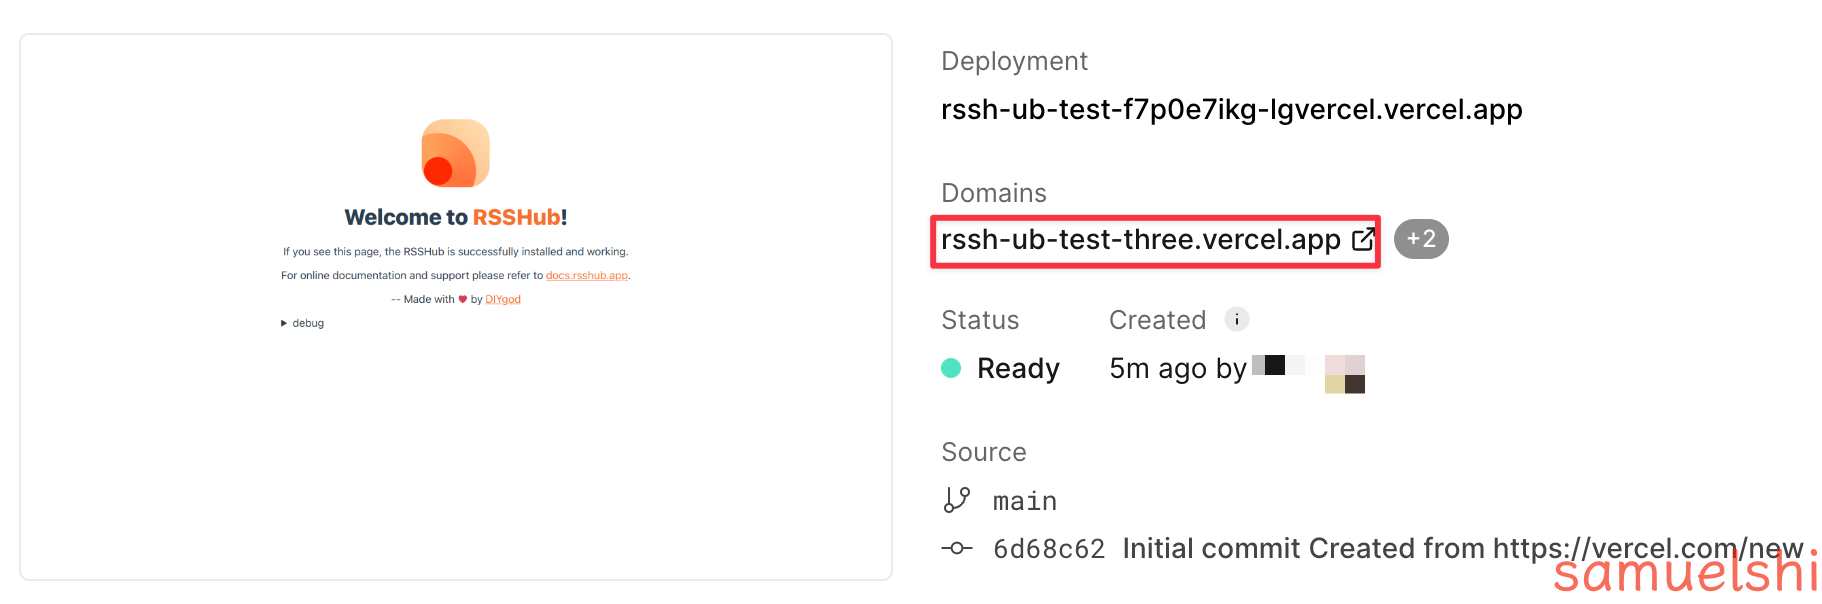 Welcome to RSSHub!
If you see this page, the RSSHub is successfully installed and working.
For online documentation and support please refer to docs.rsshub.app.
-- Made with ❤ by DIYgod
▶ debug
Deployment
rssh-ub-test-f7p0e7ikg-lgvercel.vercel.app
Domains
rssh-ub-test-three.vercel.app +2
Status Created i
Ready 5m ago by
Source
main
6d68c62 Initial commit Created from https://vercel.com/new
samuelshi